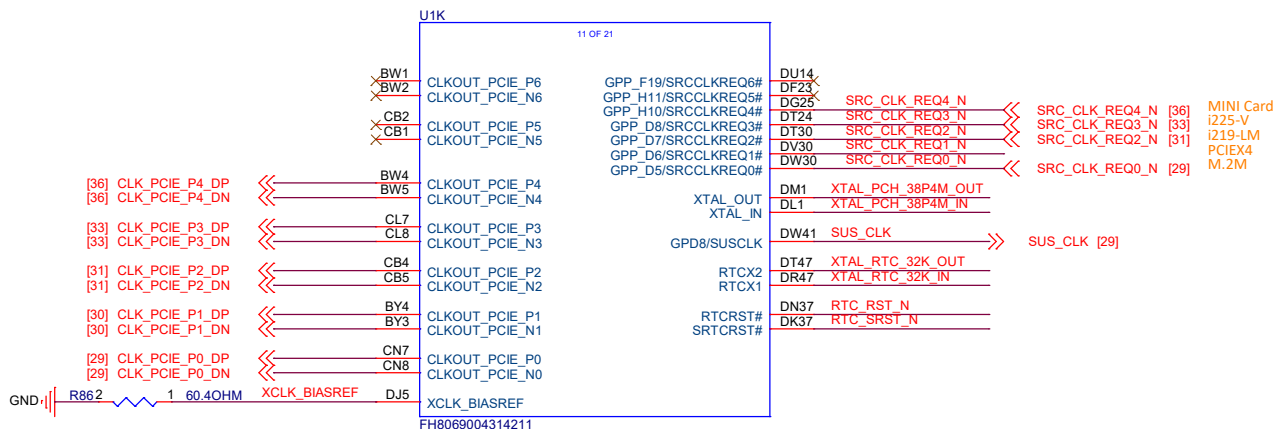 U1K
11 OF 21
BW1 CLKOUT_PCIE_P6 GPP_F19/SRCCLKREQ6# DU14
BW2 CLKOUT_PCIE_N6 GPP_H11/SRCCLKREQ5# DF23
GPP_H10/SRCCLKREQ4# DG25 SRC_CLK_REQ4_N SRC_CLK_REQ4_N [36] MINI Card
CB2 CLKOUT_PCIE_P5 GPP_D8/SRCCLKREQ3# DT24 SRC_CLK_REQ3_N SRC_CLK_REQ3_N [33] i225-V
CB1 CLKOUT_PCIE_N5 GPP_D7/SRCCLKREQ2# DT30 SRC_CLK_REQ2_N SRC_CLK_REQ2_N [31] i219-LM
GPP_D6/SRCCLKREQ1# DV30 SRC_CLK_REQ1_N PCIEX4
GPP_D5/SRCCLKREQ0# DW30 SRC_CLK_REQ0_N SRC_CLK_REQ0_N [29] M.2M
[36] CLK_PCIE_P4_DP BW4 CLKOUT_PCIE_P4
[36] CLK_PCIE_P4_DN BW5 CLKOUT_PCIE_N4 XTAL_OUT DM1 XTAL_PCH_38P4M_OUT
XTAL_IN DL1 XTAL_PCH_38P4M_IN
[33] CLK_PCIE_P3_DP CL7 CLKOUT_PCIE_P3
[33] CLK_PCIE_P3_DN CL8 CLKOUT_PCIE_N3 GPD8/SUSCLK DW41 SUS_CLK SUS_CLK [29]
[31] CLK_PCIE_P2_DP CB4 CLKOUT_PCIE_P2 RTCX2 DT47 XTAL_RTC_32K_OUT
[31] CLK_PCIE_P2_DN CB5 CLKOUT_PCIE_N2 RTCX1 DR47 XTAL_RTC_32K_IN
[30] CLK_PCIE_P1_DP BY4 CLKOUT_PCIE_P1 RTCRST# DN37 RTC_RST_N
[30] CLK_PCIE_P1_DN BY3 CLKOUT_PCIE_N1 SRTCRST# DK37 RTC_SRST_N
[29] CLK_PCIE_P0_DP CN7 CLKOUT_PCIE_P0
[29] CLK_PCIE_P0_DN CN8 CLKOUT_PCIE_N0
GND R86 2 1 60.4OHM XCLK_BIASREF DJ5 XCLK_BIASREF
FH8069004314211